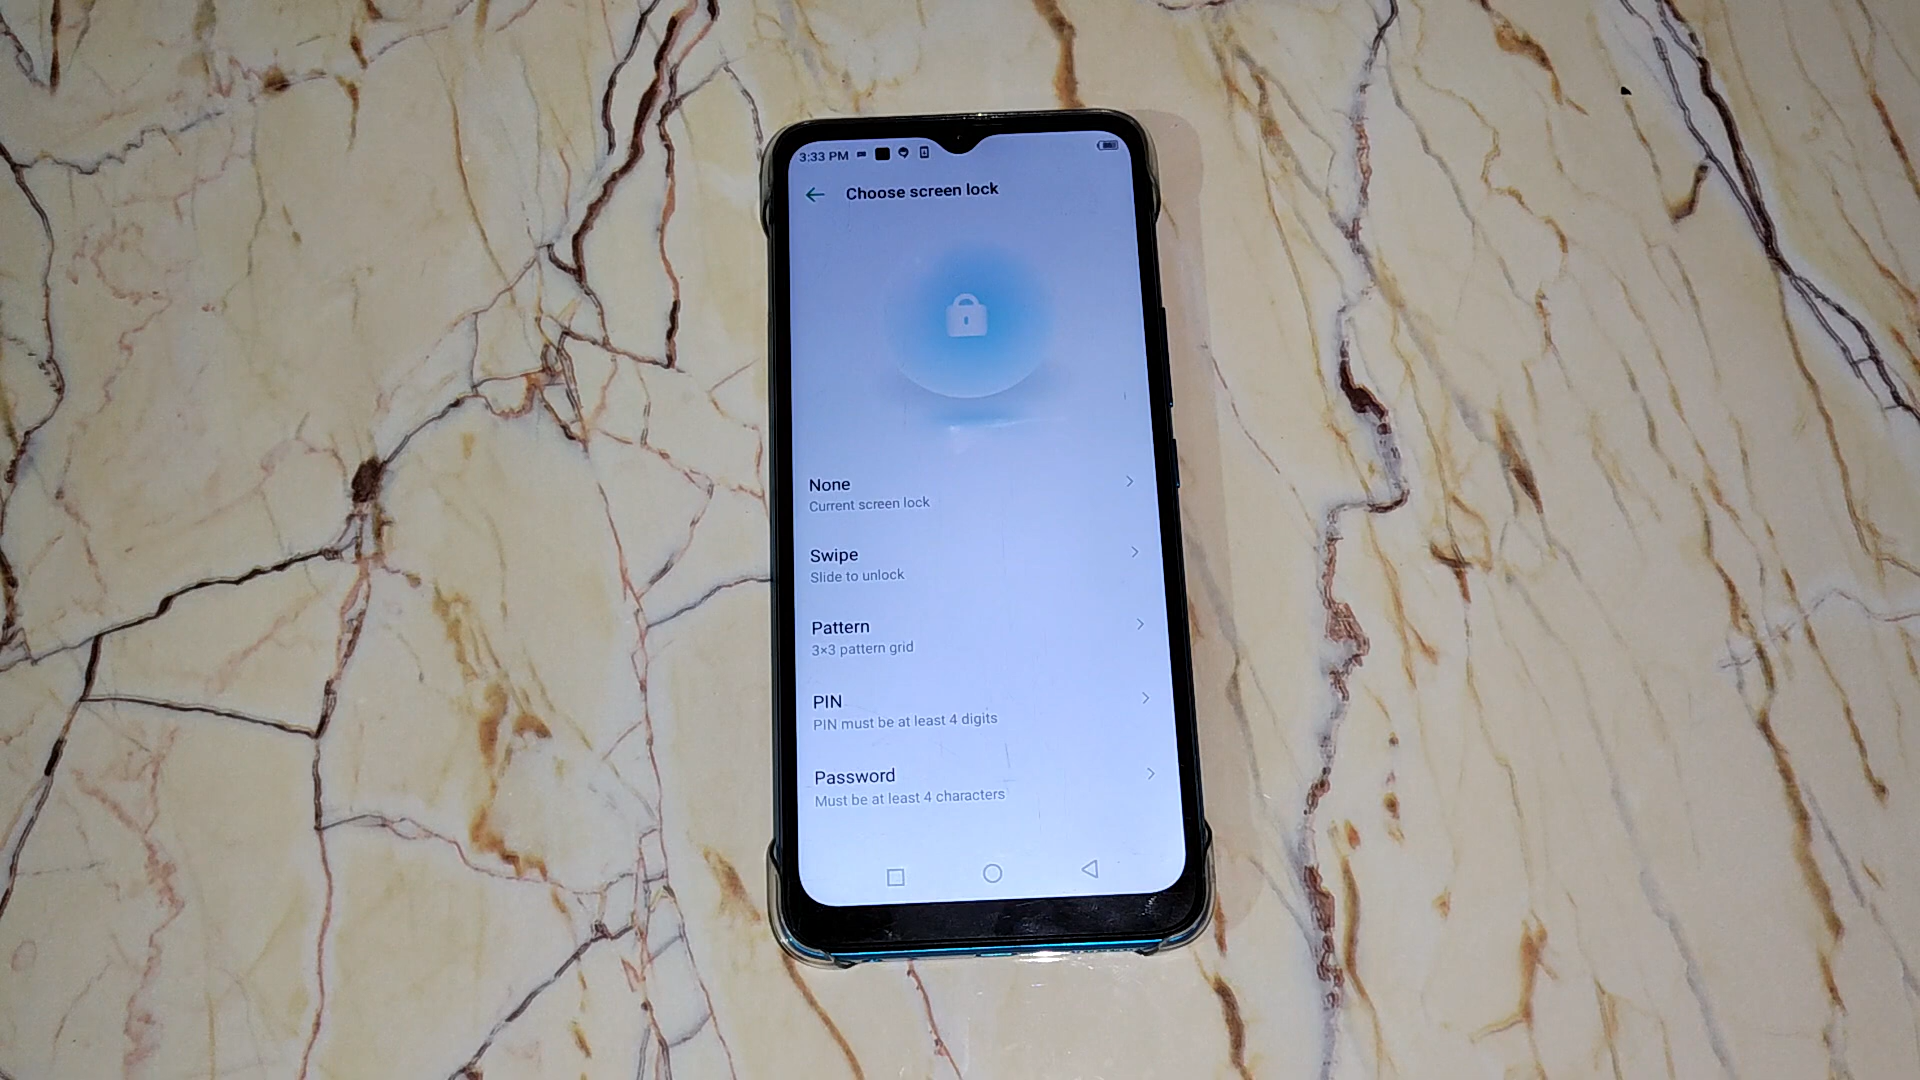 3:33 PM
Choose screen lock
None
Current screen lock
Swipe
Slide to unlock
Pattern
3×3 pattern grid
PIN
PIN must be at least 4 digits
Password
Must be at least 4 characters